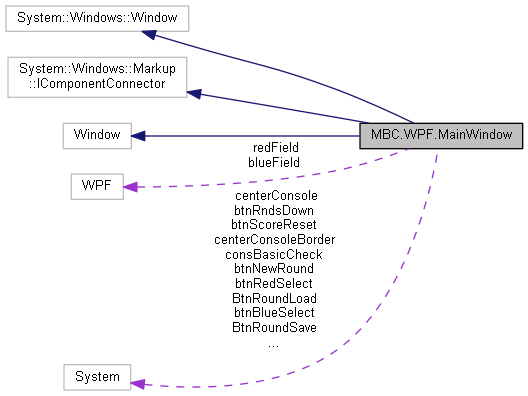 System::Windows::Window
System::Windows::Markup
::IComponentConnector
Window
MBC.WPF.MainWindow
redField
blueField
WPF
centerConsole
btnRndsDown
btnScoreReset
centerConsoleBorder
consBasicCheck
btnNewRound
btnRedSelect
BtnRoundLoad
btnBlueSelect
BtnRoundSave
...
System